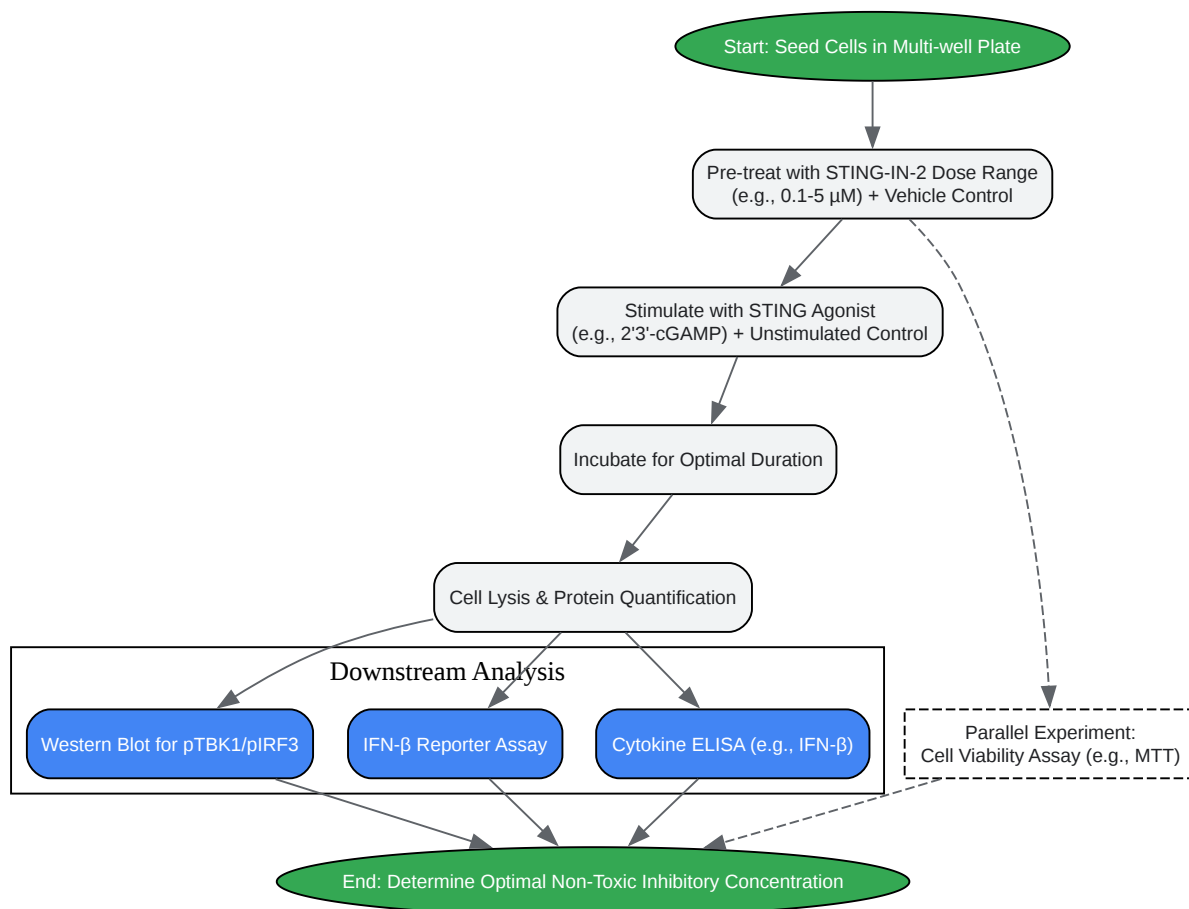 Start: Seed Cells in Multi-well Plate
Pre-treat with STING-IN-2 Dose Range
(e.g., 0.1-5 µM) + Vehicle Control
Stimulate with STING Agonist
(e.g., 2'3'-cGAMP) + Unstimulated Control
Incubate for Optimal Duration
Cell Lysis & Protein Quantification
Downstream Analysis
Western Blot for pTBK1/pIRF3
IFN-β Reporter Assay
Cytokine ELISA (e.g., IFN-β)
Parallel Experiment:
Cell Viability Assay (e.g., MTT)
End: Determine Optimal Non-Toxic Inhibitory Concentration